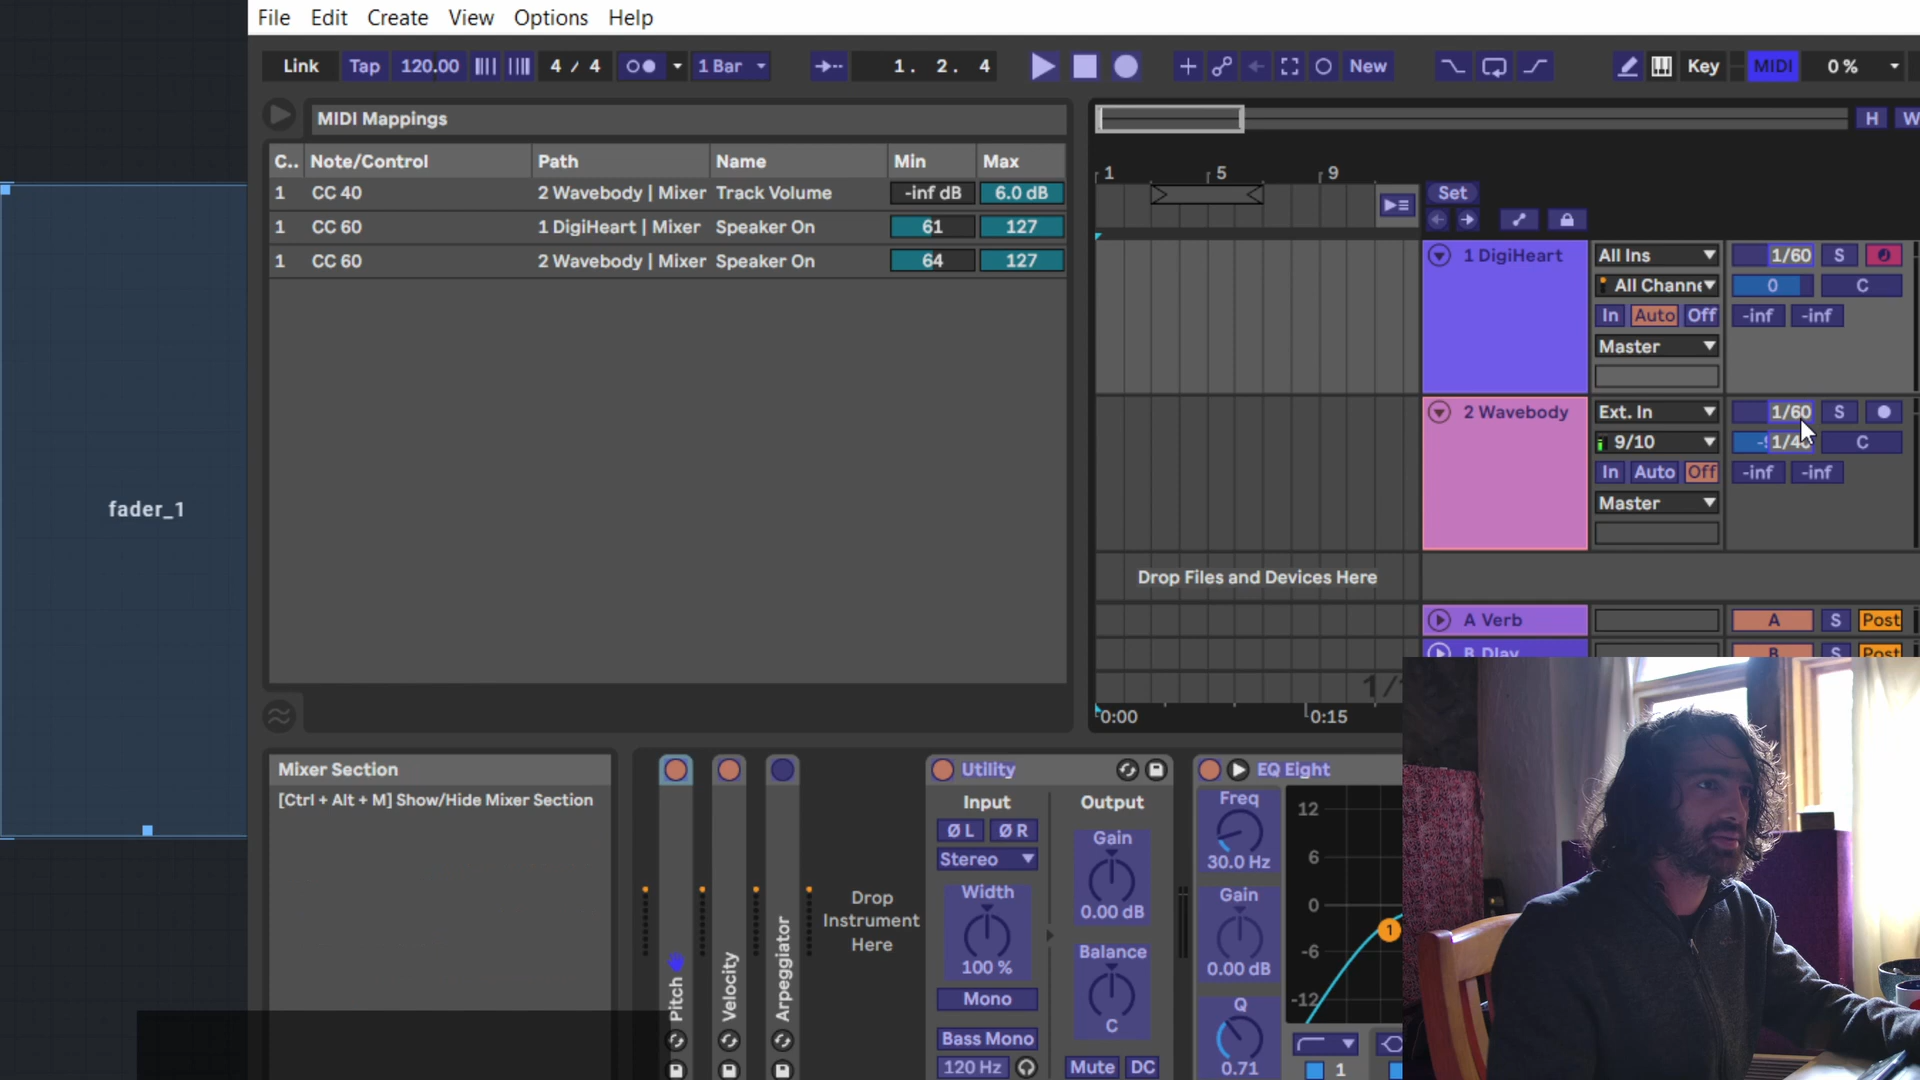 File Edit Create View Options Help
Link Tap 120.00 4 / 4 1 Bar 1. 2. 4 New Key MIDI 0 %
MIDI Mappings
C.. Note/Control Path Name Min Max
1 CC 40 2 Wavebody | Mixer Track Volume -inf dB 6.0 dB
1 CC 60 1 DigiHeart | Mixer Speaker On 61 127
1 CC 60 2 Wavebody | Mixer Speaker On 64 127
H W
1 5 9
Set
1 DigiHeart All Ins 1/60 S
All Channe 0 C
In Auto Off -inf -inf
Master
2 Wavebody Ext. In 1/60 S
9/10 C
In Auto Off -inf -inf
Master
fader_1
Drop Files and Devices Here
A Verb A S Post
B Dlay B S Post
0:00 0:15
Mixer Section
[Ctrl + Alt + M] Show/Hide Mixer Section
Pitch
Velocity
Arpeggiator
Drop
Instrument
Here
Utility
Input Output
Ø L Ø R
Stereo
Gain
0.00 dB
Width
100 %
Balance
C
Mono
Bass Mono
120 Hz
Mute DC
EQ Eight
Freq
30.0 Hz
Gain
0.00 dB
Q
0.71
12
6
0
-6
-12
1
1